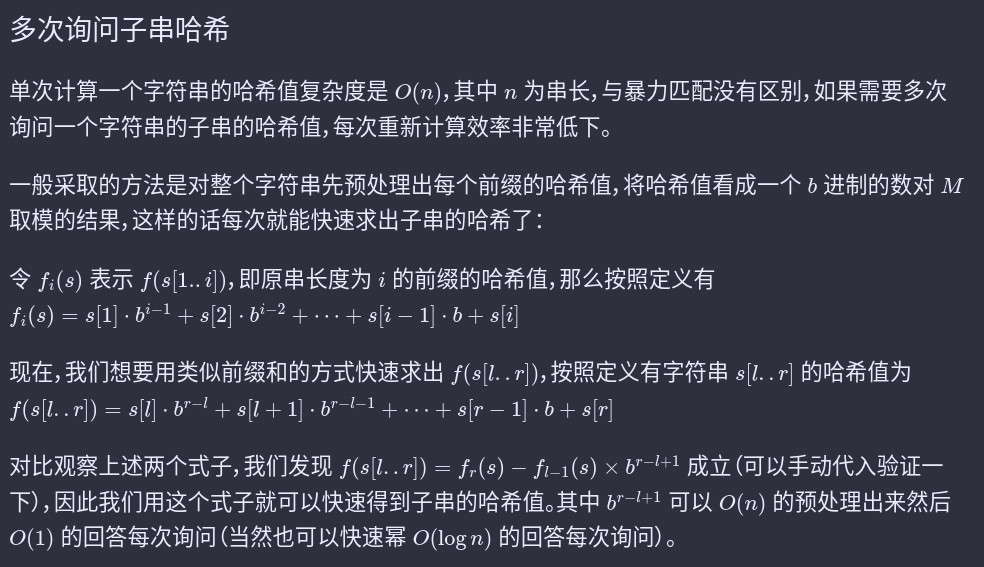 多次询问子串哈希
单次计算一个字符串的哈希值复杂度是 O(n)，其中 n 为串长，与暴力匹配没有区别，如果需要多次
询问一个字符串的子串的哈希值，每次重新计算效率非常低下。
一般采取的方法是对整个字符串先预处理出每个前缀的哈希值，将哈希值看成一个 b 进制的数对 M
取模的结果，这样的话每次就能快速求出子串的哈希了：
令 fᵢ(s) 表示 f(s[1..i])，即原串长度为 i 的前缀的哈希值，那么按照定义有
fᵢ(s) = s[1] · b^{i−1} + s[2] · b^{i−2} + ⋯ + s[i − 1] · b + s[i]
现在，我们想要用类似前缀和的方式快速求出 f(s[l..r])，按照定义有字符串 s[l..r] 的哈希值为
f(s[l..r]) = s[l] · b^{r−l} + s[l + 1] · b^{r−l−1} + ⋯ + s[r − 1] · b + s[r]
对比观察上述两个式子，我们发现 f(s[l..r]) = f_r(s) − f_{l−1}(s) × b^{r−l+1} 成立（可以手动代入验证一
下），因此我们用这个式子就可以快速得到子串的哈希值。其中 b^{r−l+1} 可以 O(n) 的预处理出来然后
O(1) 的回答每次询问（当然也可以快速幂 O(log n) 的回答每次询问）。